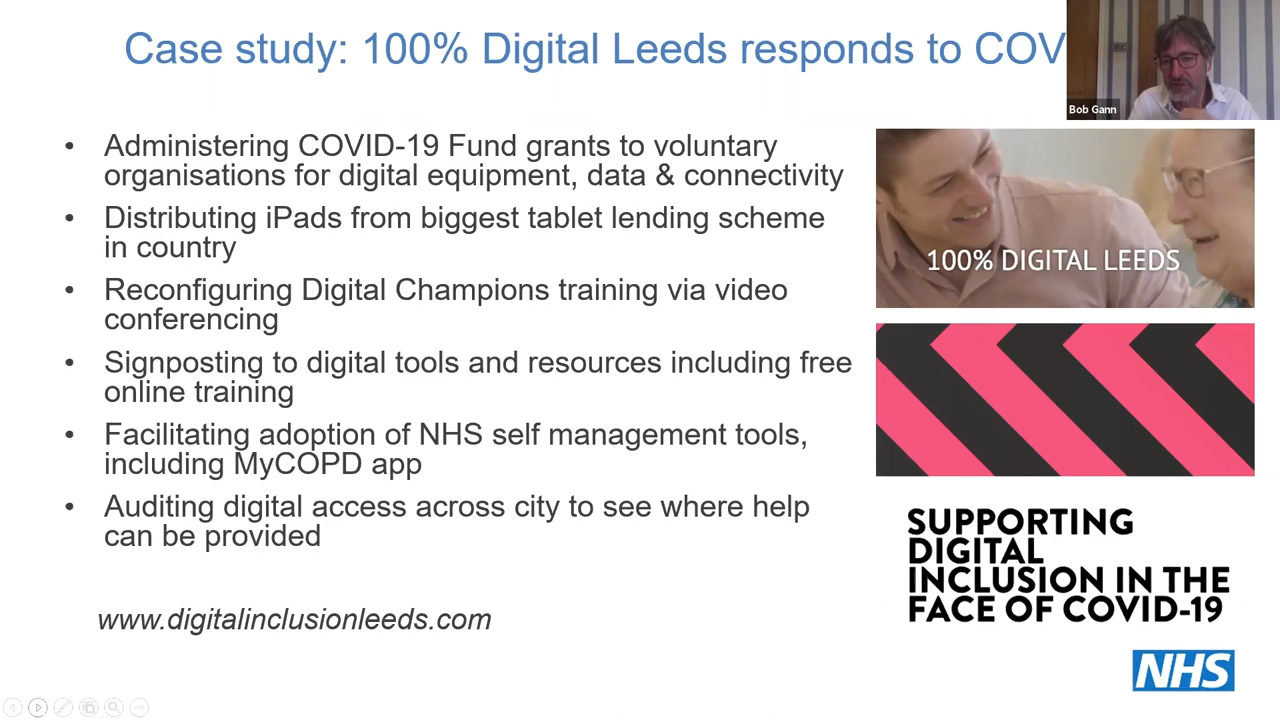 Case study: 100% Digital Leeds responds to COV
Bob Gann
• Administering COVID-19 Fund grants to voluntary
organisations for digital equipment, data & connectivity
• Distributing iPads from biggest tablet lending scheme
in country
• Reconfiguring Digital Champions training via video
conferencing
• Signposting to digital tools and resources including free
online training
• Facilitating adoption of NHS self management tools,
including MyCOPD app
• Auditing digital access across city to see where help
can be provided
www.digitalinclusionleeds.com
100% DIGITAL LEEDS
SUPPORTING
DIGITAL
INCLUSION IN THE
FACE OF COVID-19
NHS